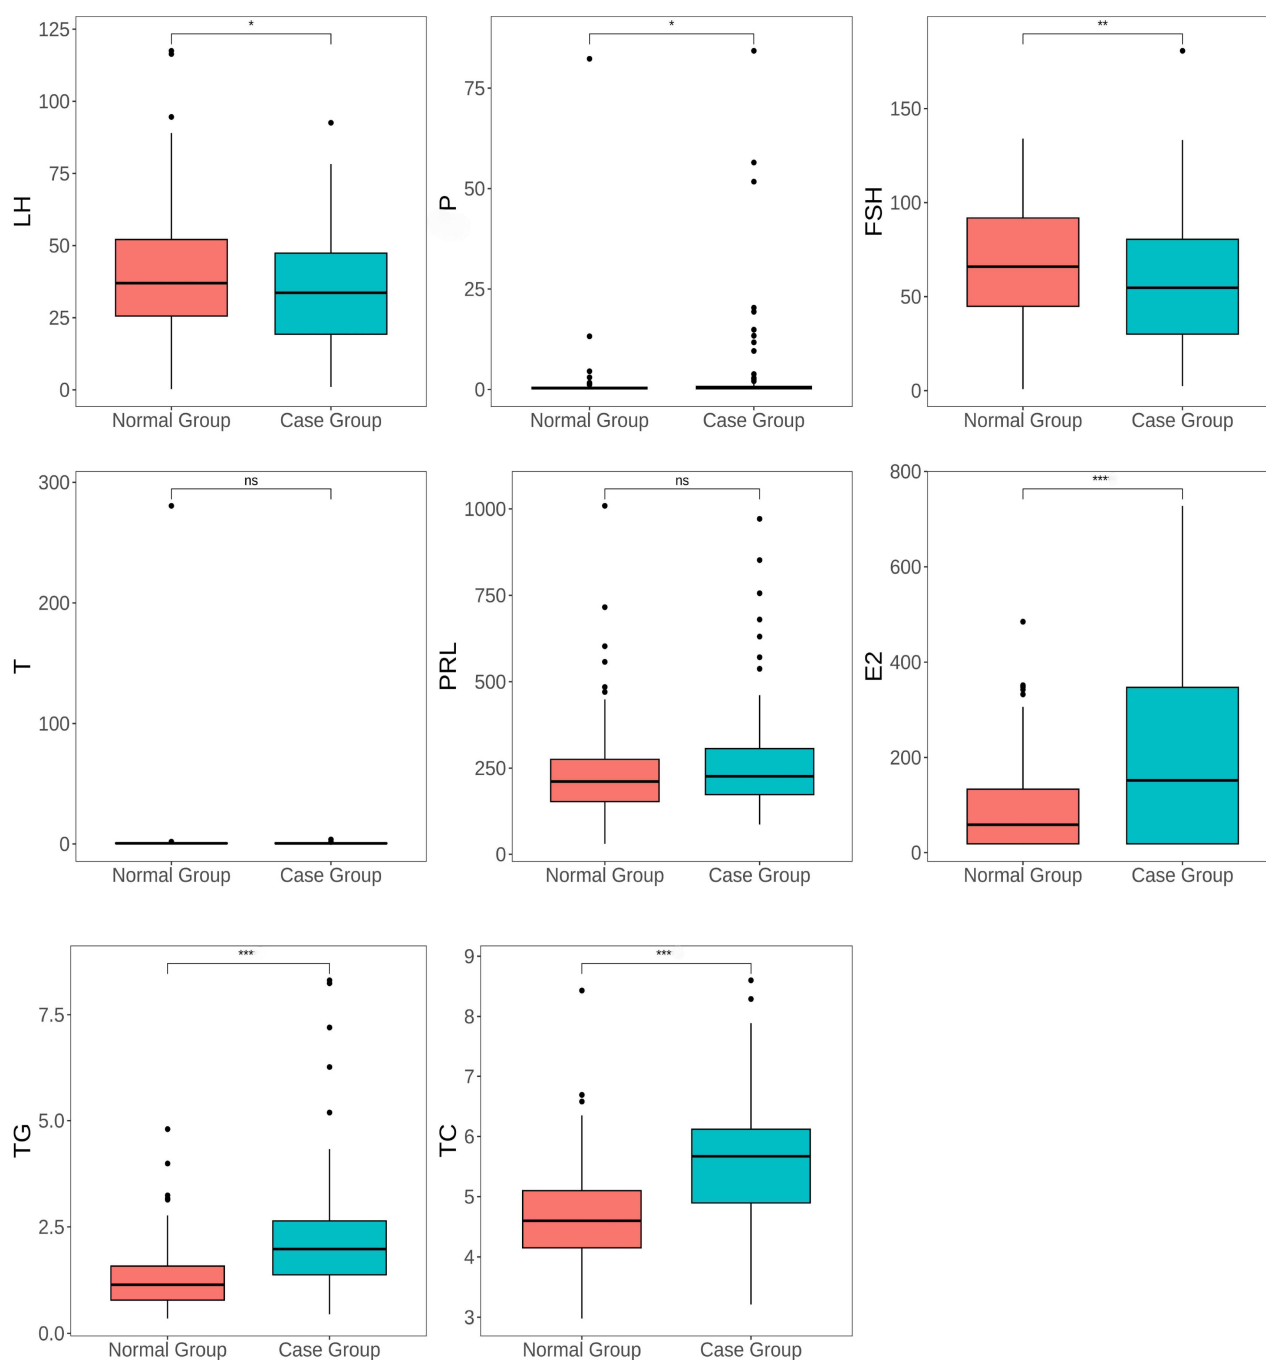 LH
125
100
75
50
25
0
*
Normal Group
Case Group
P
75
50
25
0
*
Normal Group
Case Group
FSH
150
100
50
0
**
Normal Group
Case Group
T
300
200
100
0
ns
Normal Group
Case Group
PRL
1000
750
500
250
0
ns
Normal Group
Case Group
E2
800
600
400
200
0
***
Normal Group
Case Group
TG
7.5
5.0
2.5
0.0
***
Normal Group
Case Group
TC
9
8
7
6
5
4
3
***
Normal Group
Case Group